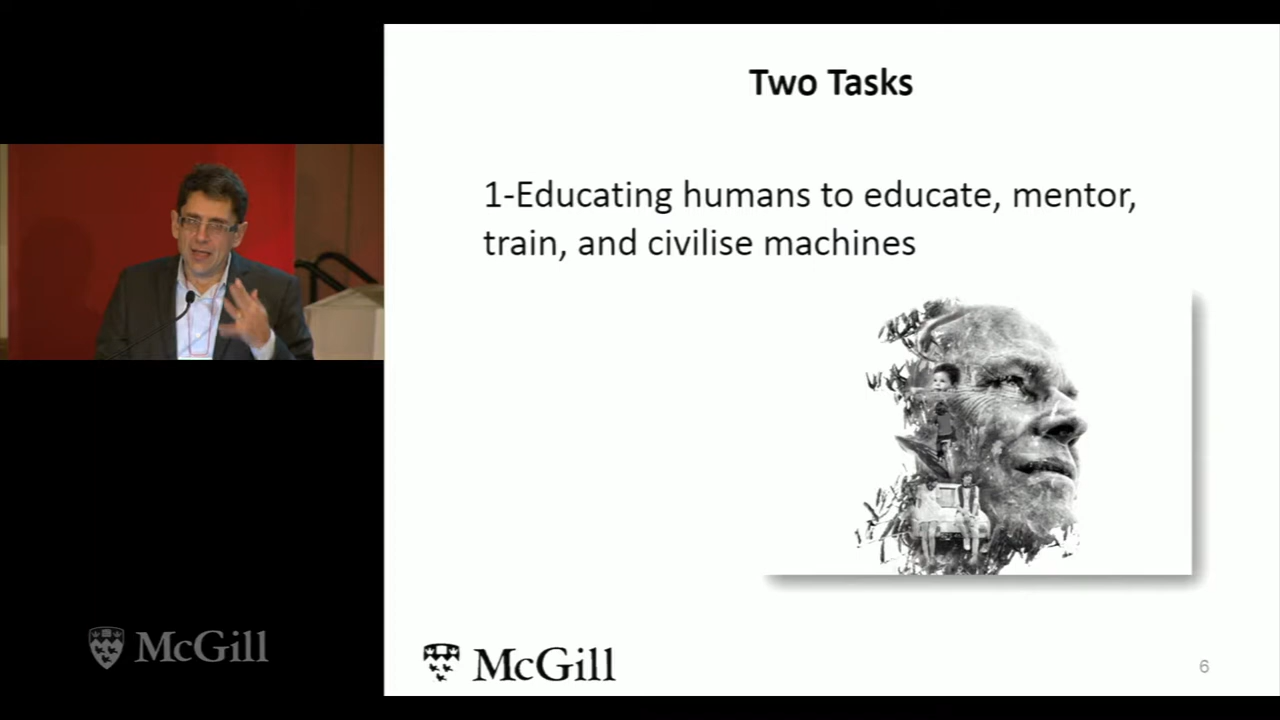 Two Tasks
1-Educating humans to educate, mentor,
train, and civilise machines
McGill
McGill
6